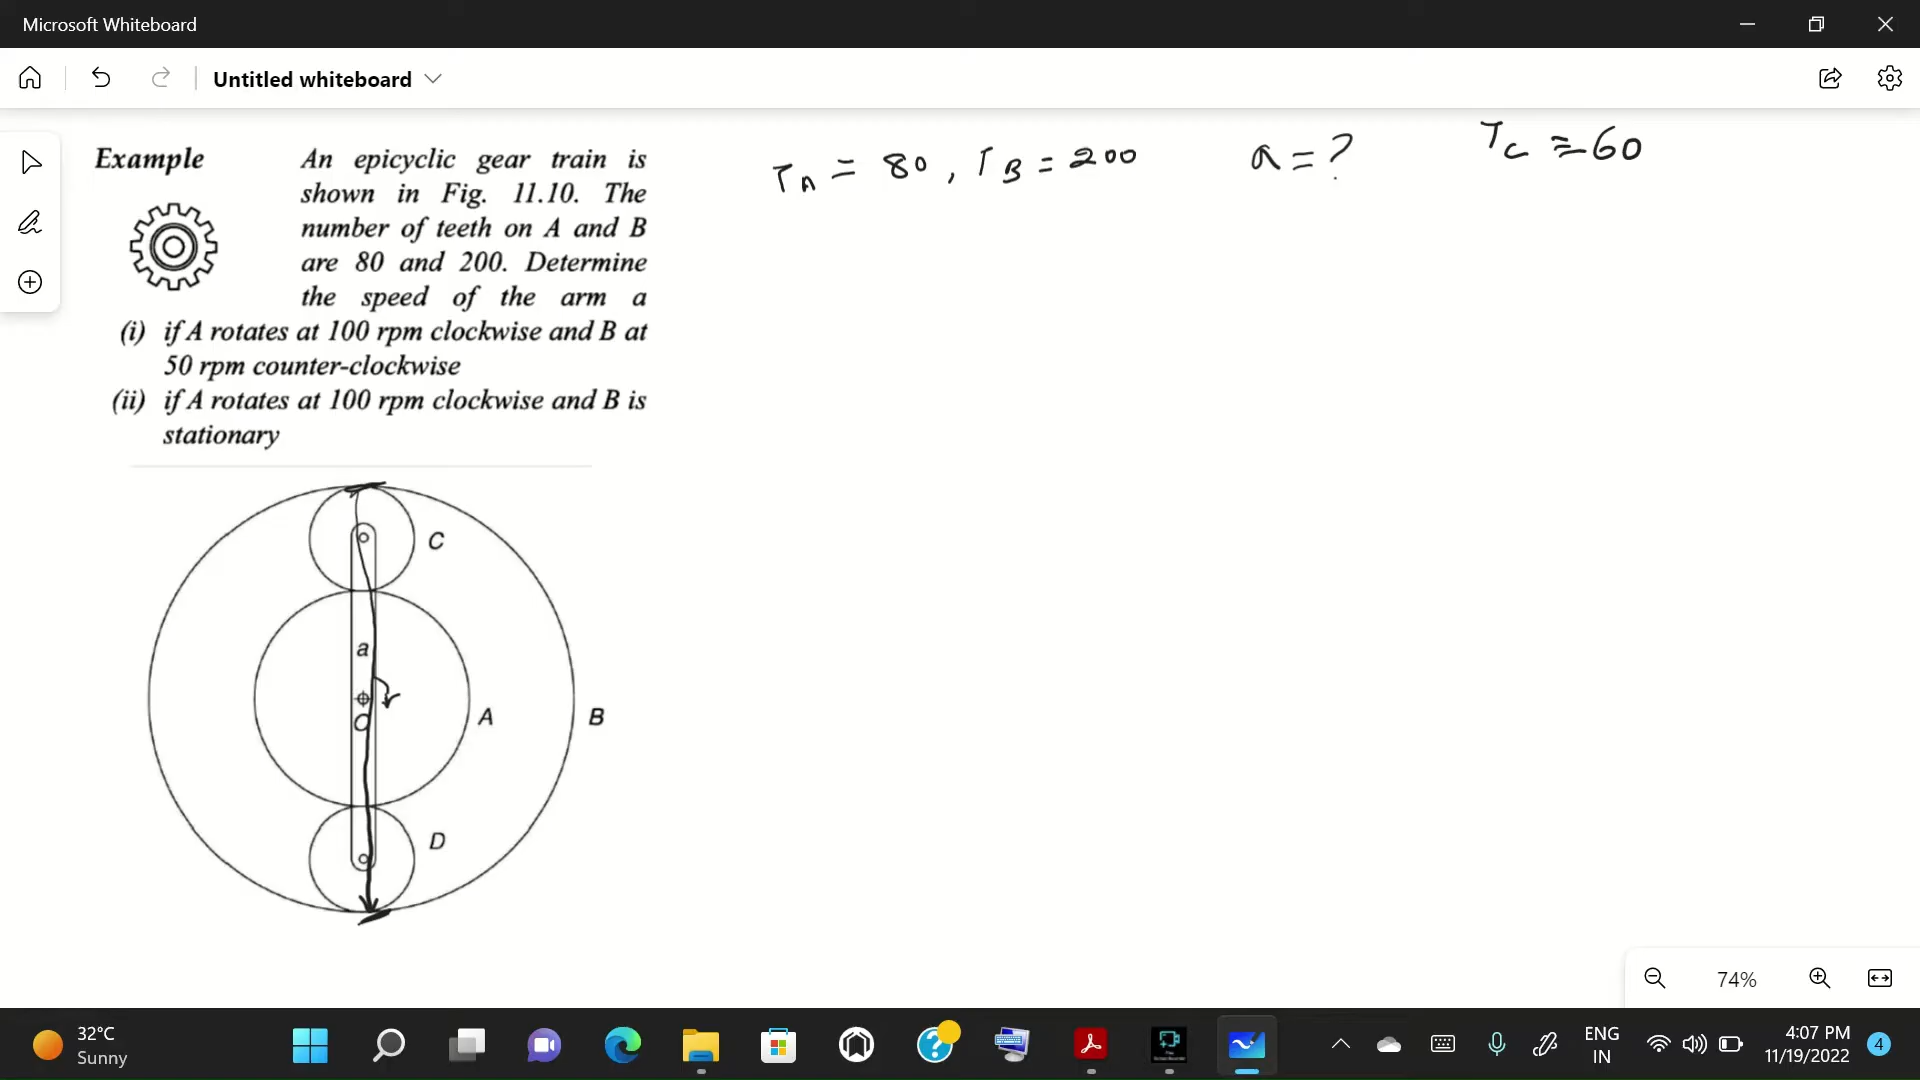 Microsoft Whiteboard
Untitled whiteboard
Example
An epicyclic gear train is
shown in Fig. 11.10. The
number of teeth on A and B
are 80 and 200. Determine
the speed of the arm a
(i) if A rotates at 100 rpm clockwise and B at
50 rpm counter-clockwise
(ii) if A rotates at 100 rpm clockwise and B is
stationary
T_A = 80, T_B = 200
a = ?
T_C = 60
C
a
O
A
B
D
74%
32°C
Sunny
ENG
IN
4:07 PM
11/19/2022
4